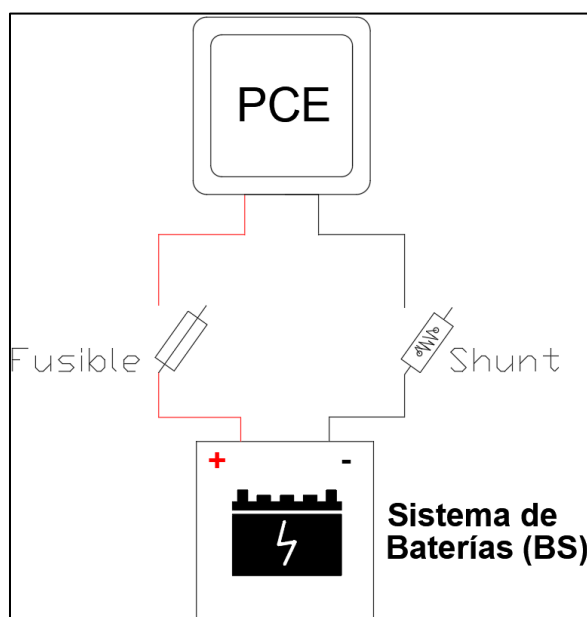 PCE
Fusible
Shunt
+ -
Sistema de
Baterías (BS)